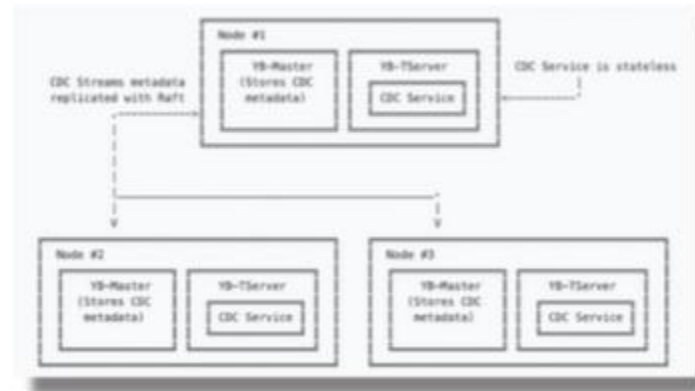 Node #1
YB-Master
(Stores CDC
metadata)
YB-TServer
CDC Service
CDC Service is stateless
CDC Streams metadata
replicated with Raft
Node #2
YB-Master
(Stores CDC
metadata)
YB-TServer
CDC Service
Node #3
YB-Master
(Stores CDC
metadata)
YB-TServer
CDC Service